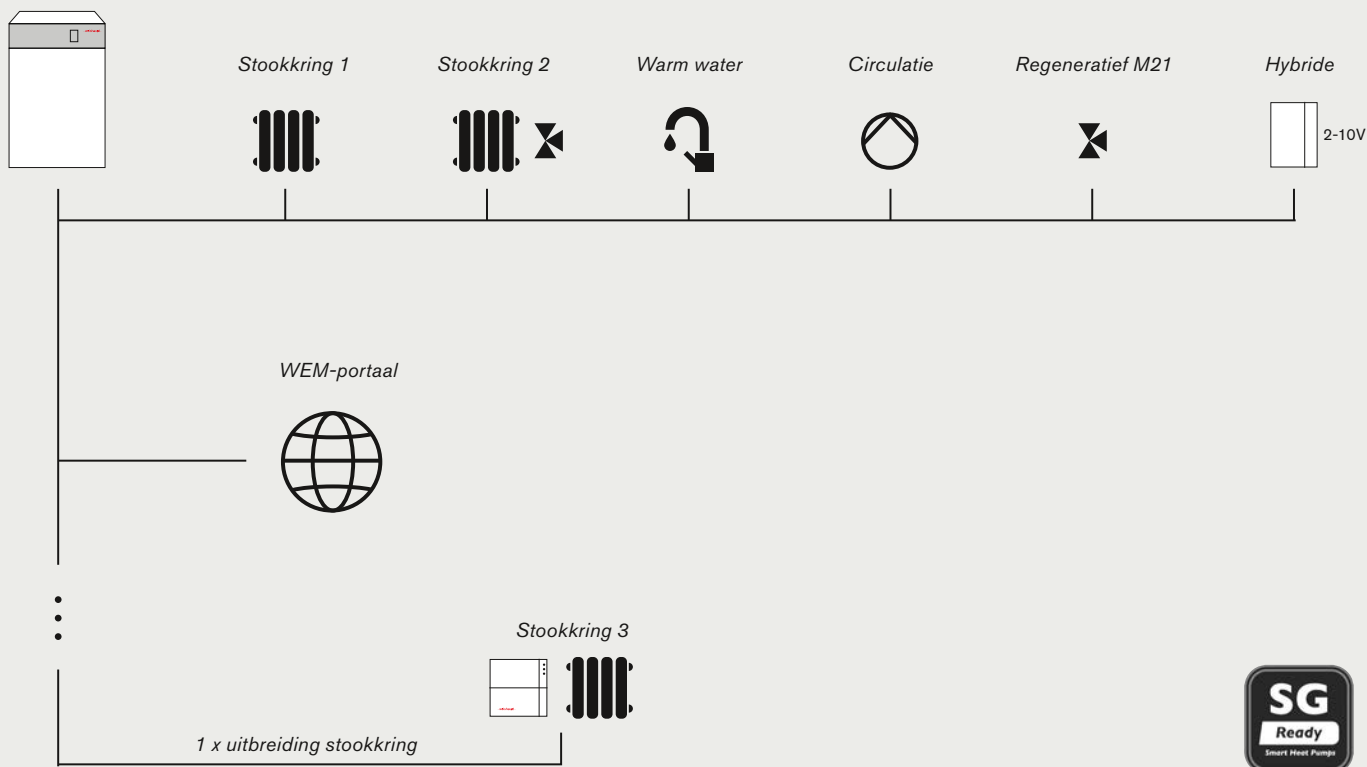 Stookkring 1
Stookkring 2
Warm water
Circulatie
Regeneratief M21
Hybride
2-10V
WEM-portaal
Stookkring 3
1 x uitbreiding stookkring
SG
Ready
Smart Heat Pumps